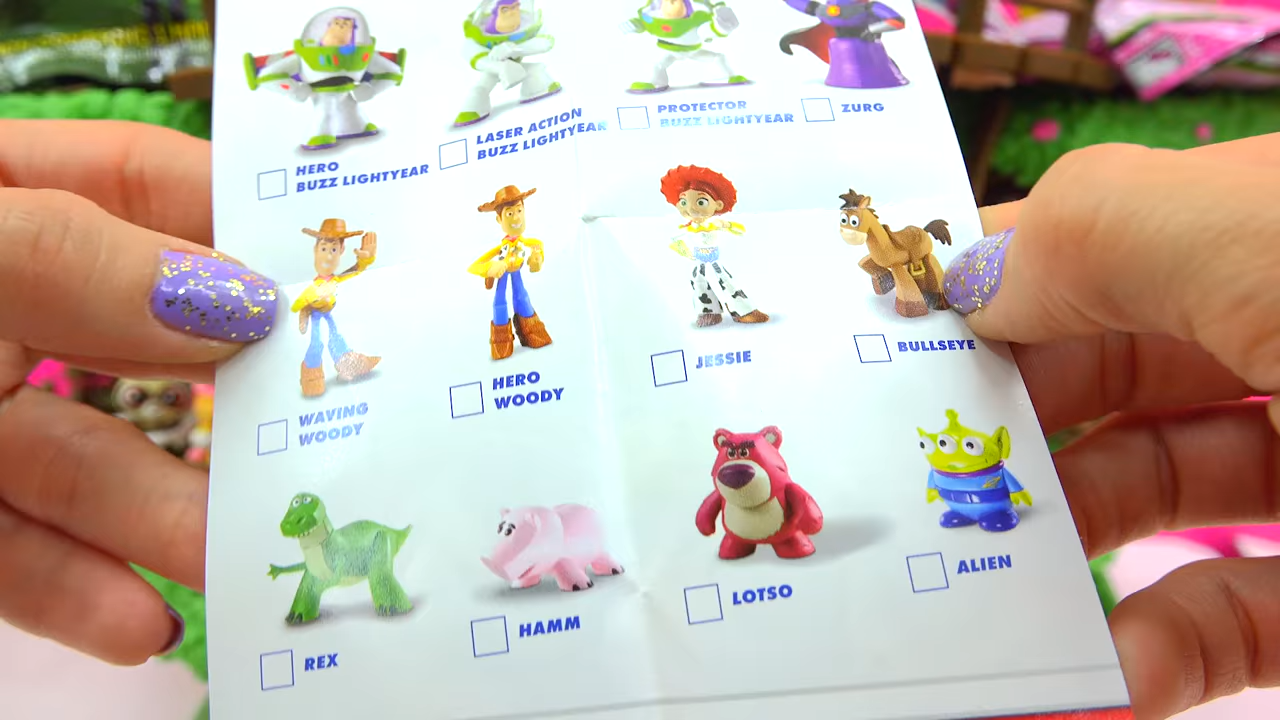 HERO
BUZZ LIGHTYEAR
LASER ACTION
BUZZ LIGHTYEAR
PROTECTOR
BUZZ LIGHTYEAR
ZURG
WAVING
WOODY
HERO
WOODY
JESSIE
BULLSEYE
REX
HAMM
LOTSO
ALIEN